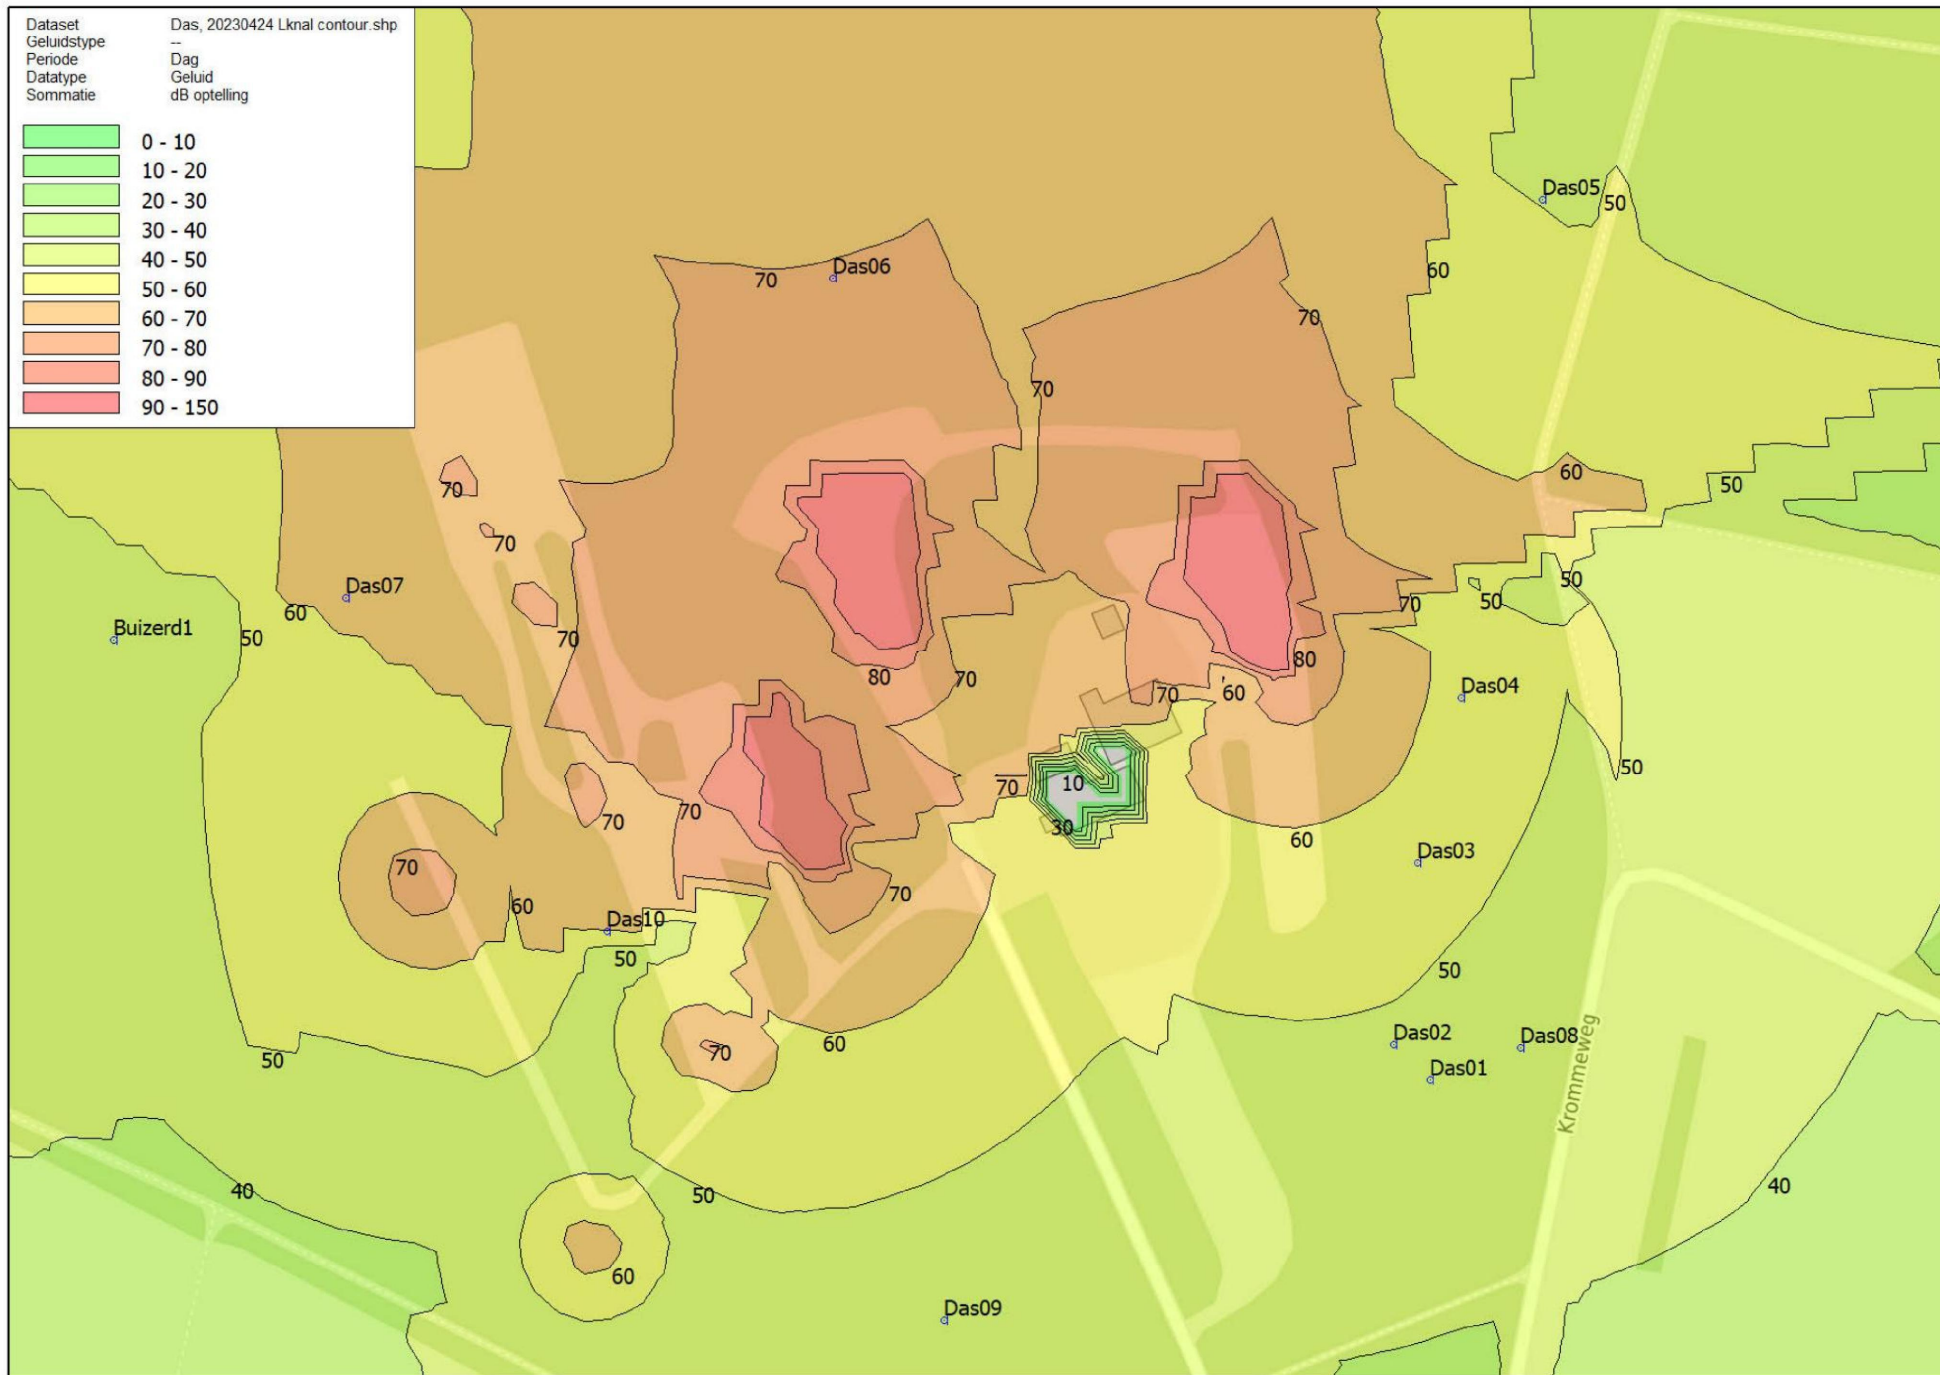 Dataset Das, 20230424 Lknal contour.shp
Geluidstype --
Periode Dag
Datatype Geluid
Sommatie dB optelling
0 - 10
10 - 20
20 - 30
30 - 40
40 - 50
50 - 60
60 - 70
70 - 80
80 - 90
90 - 150
Das05
50
Das06
70
60
70
70
60
70
50
70
70
50
Das07
50
70
60
Buizerd1
50
70
80
80
70
Das04
70
60
50
10
70
70
70
30
60
Das03
70
70
60
Das10
50
50
Das02
Das08
60
70
50
Das01
Krommeweg
40
50
40
60
Das09